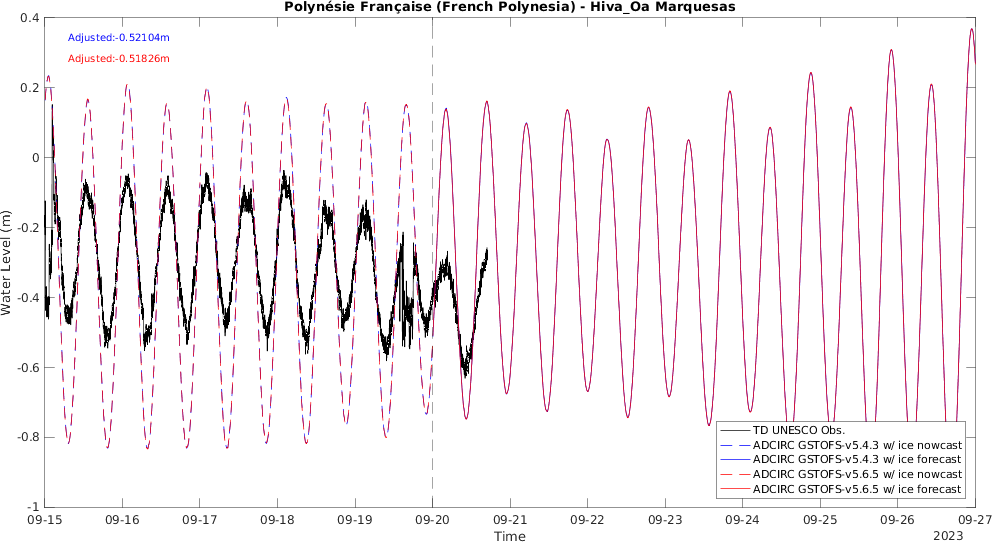 Polynésie Française (French Polynesia) - Hiva_Oa Marquesas
0.4
Adjusted:-0.52104m
Adjusted:-0.51826m
0.2
0
-0.2
Water Level (m)
-0.4
-0.6
-0.8
-1
TD UNESCO Obs.
ADCIRC GSTOFS-v5.4.3 w/ ice nowcast
ADCIRC GSTOFS-v5.4.3 w/ ice forecast
ADCIRC GSTOFS-v5.6.5 w/ ice nowcast
ADCIRC GSTOFS-v5.6.5 w/ ice forecast
09-15 09-16 09-17 09-18 09-19 09-20 09-21 09-22 09-23 09-24 09-25 09-26 09-27
Time
2023